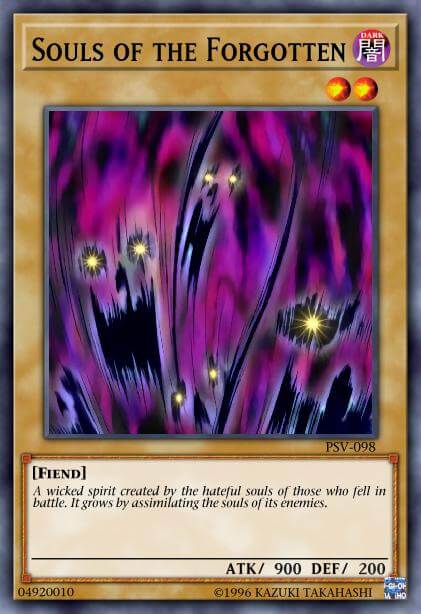 Souls of the Forgotten
DARK
闇
PSV-098
[Fiend]
A wicked spirit created by the hateful souls of those who fell in
battle. It grows by assimilating the souls of its enemies.
ATK/ 900 DEF/ 200
04920010
©1996 KAZUKI TAKAHASHI